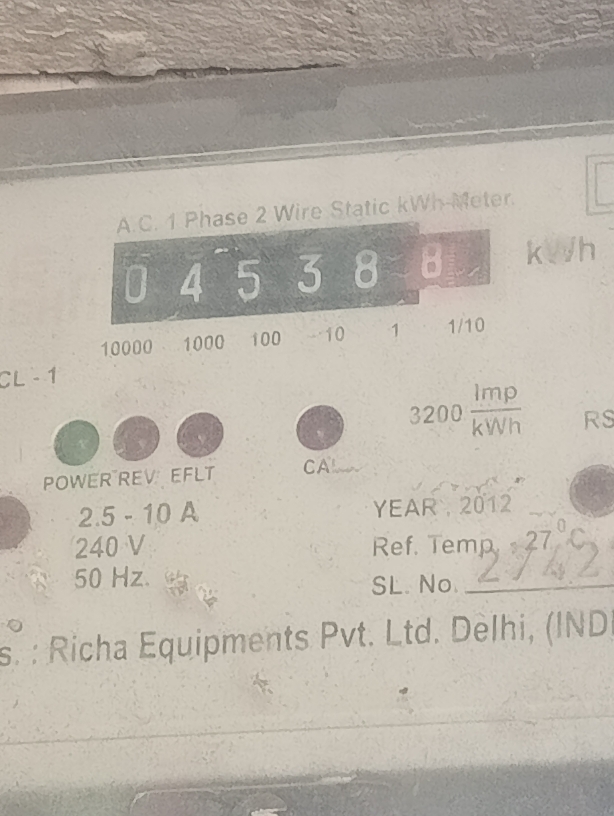 A.C. 1 Phase 2 Wire Static kWh Meter.
0 4 5 3 8 8 kWh
10000 1000 100 10 1 1/10
CL - 1
3200 Imp
kWh
RS
POWER REV. EFLT CAL
2.5 - 10 A
240 V
50 Hz.
YEAR : 2012
Ref. Temp. : 27°C
SL. No.
s. : Richa Equipments Pvt. Ltd. Delhi, (INDI